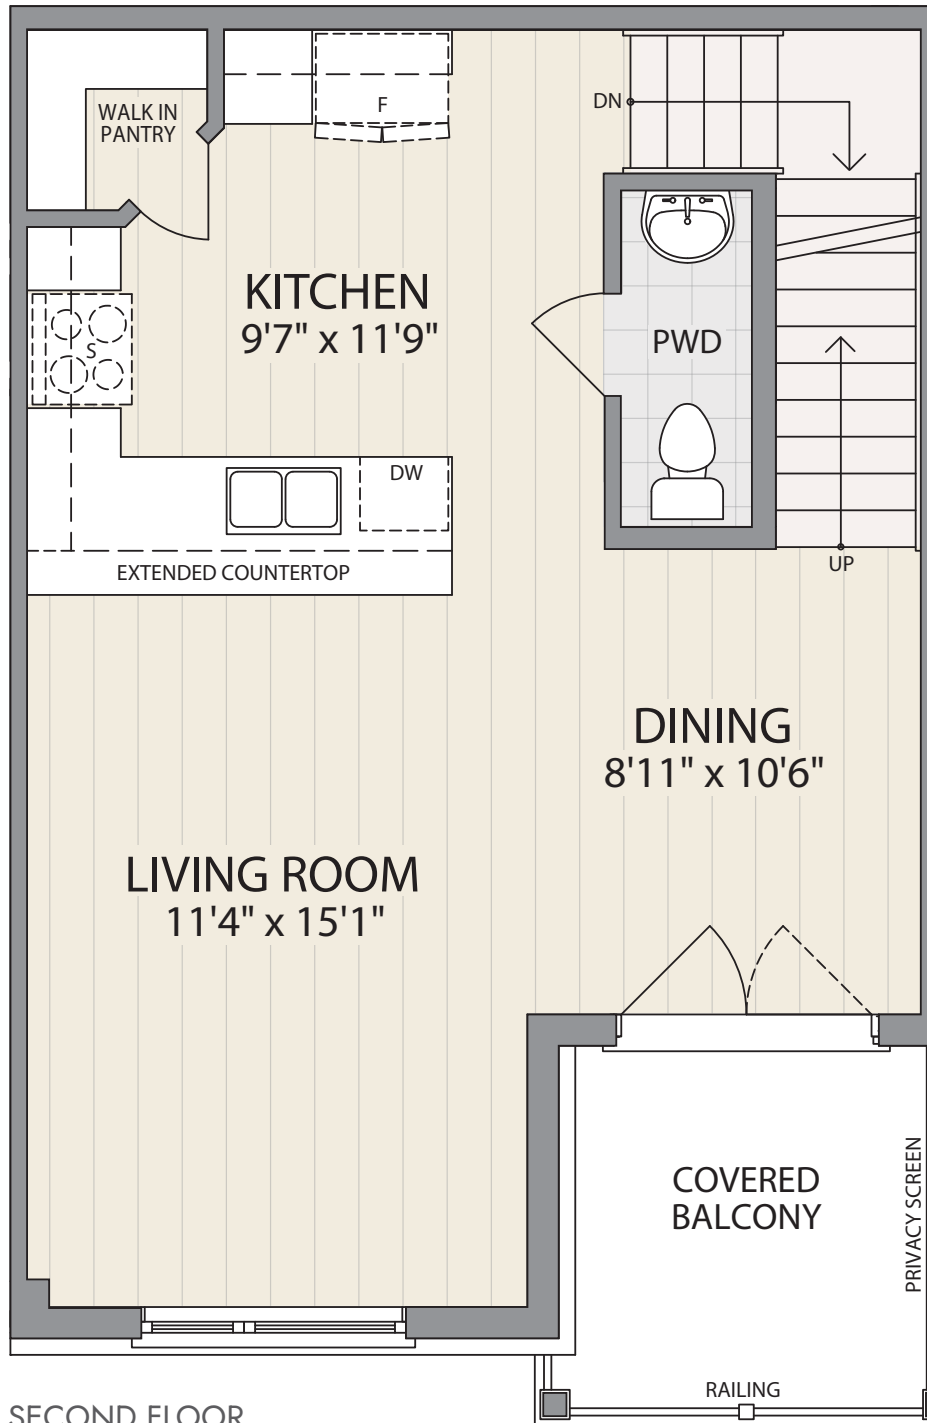 WALK IN
PANTRY
F
DN
KITCHEN
9'7" x 11'9"
S
PWD
DW
EXTENDED COUNTERTOP
UP
DINING
8'11" x 10'6"
LIVING ROOM
11'4" x 15'1"
COVERED
BALCONY
PRIVACY SCREEN
RAILING
SECOND FLOOR